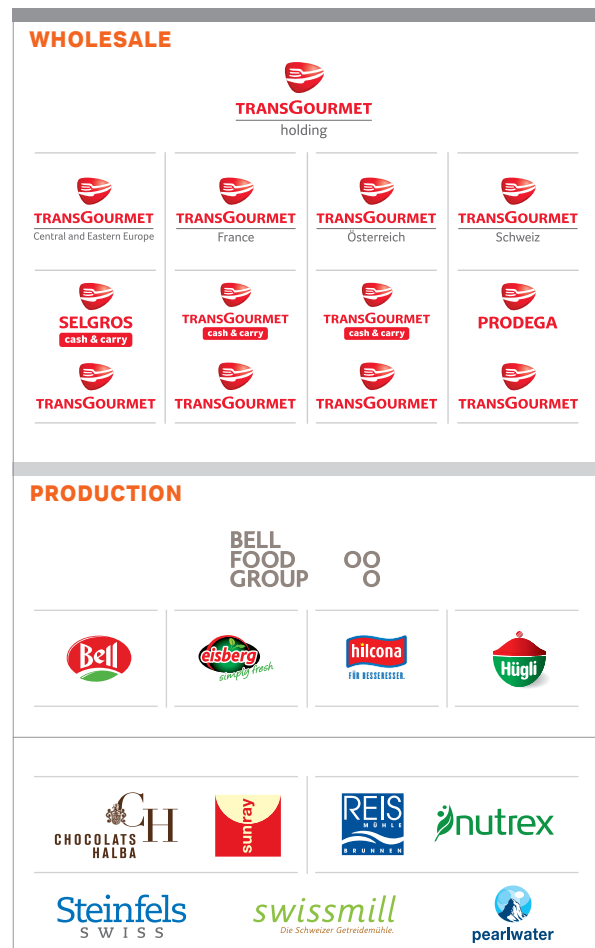 WHOLESALE
TRANSGOURMET
holding
TRANSGOURMET
Central and Eastern Europe
TRANSGOURMET
France
TRANSGOURMET
Österreich
TRANSGOURMET
Schweiz
SELGROS
cash & carry
TRANSGOURMET
cash & carry
TRANSGOURMET
cash & carry
PRODEGA
TRANSGOURMET
TRANSGOURMET
TRANSGOURMET
TRANSGOURMET
PRODUCTION
BELL
FOOD
GROUP
Bell
eisberg
simply fresh
hilcona
FÜR BESSERESSER.
Hügli
CH
CHOCOLATS
HALBA
sunray
REIS
MÜHLE
BRUNNEN
nutrex
Steinfels
SWISS
swissmill
Die Schweizer Getreidemühle.
pearlwater